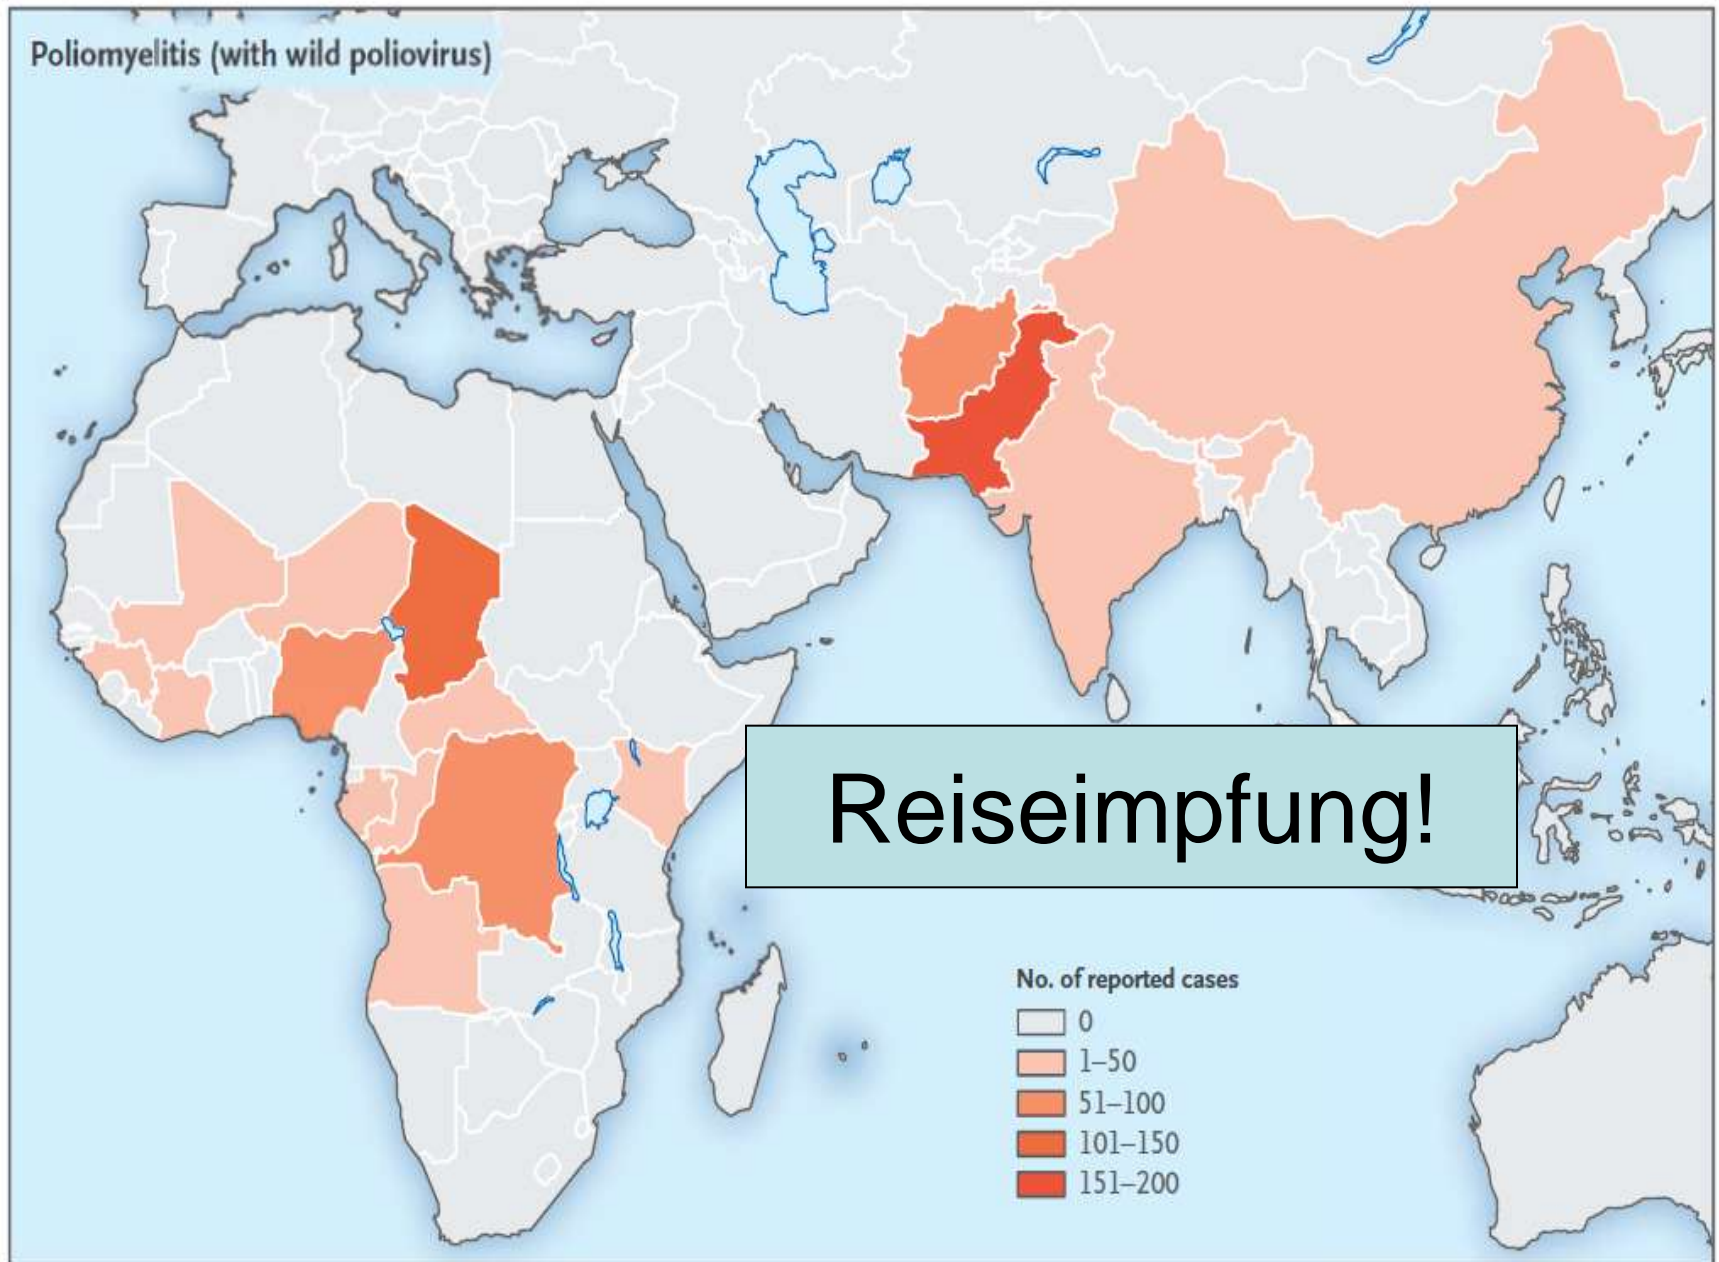 Poliomyelitis (with wild poliovirus)
Reiseimpfung!
No. of reported cases
0
1–50
51–100
101–150
151–200